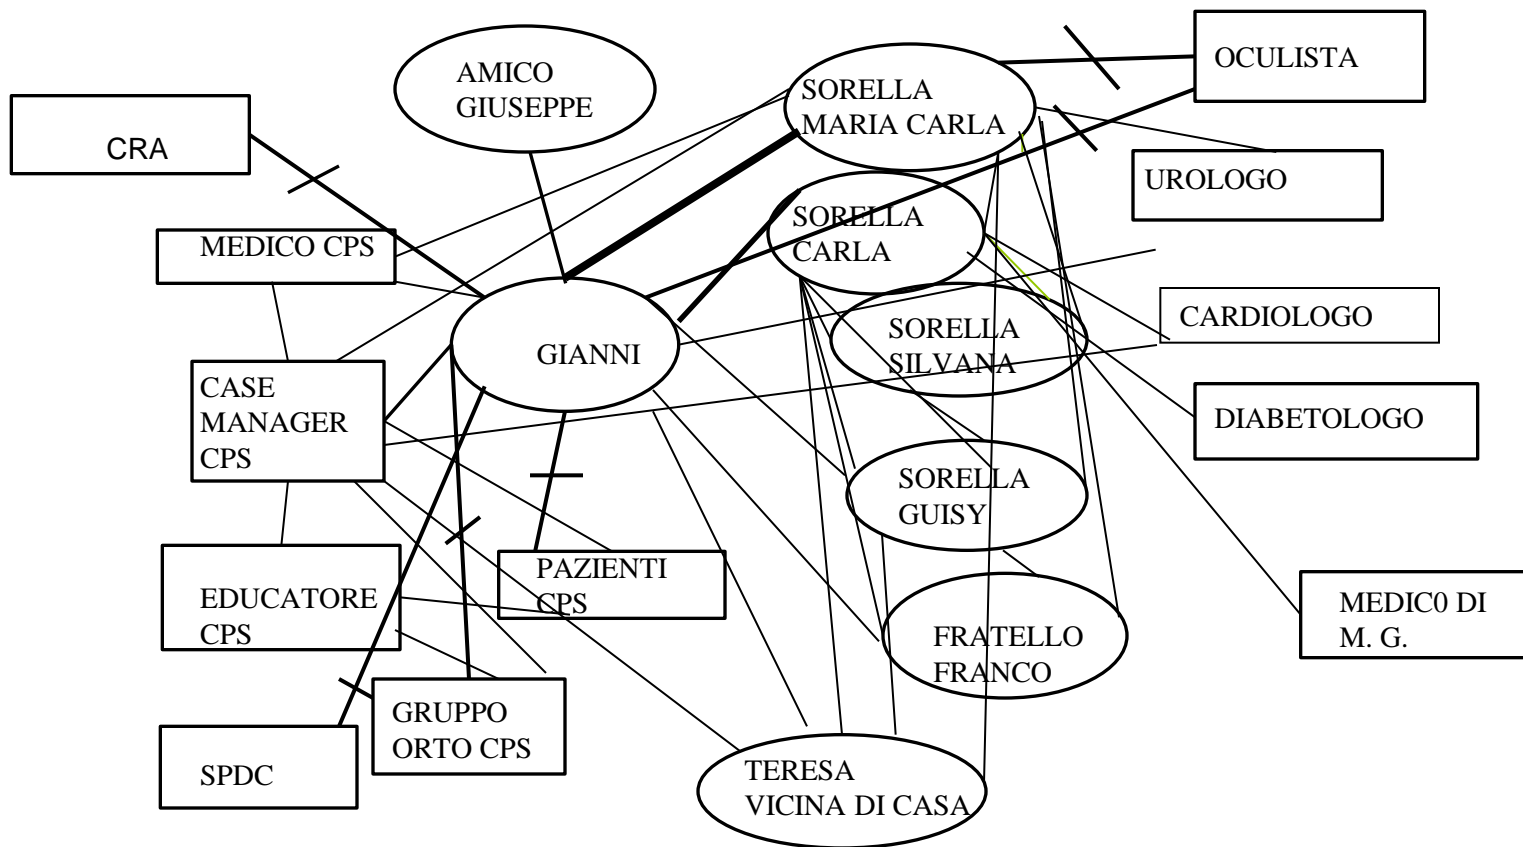 AMICO
GIUSEPPE
SORELLA
MARIA CARLA
OCULISTA
CRA
UROLOGO
MEDICO CPS
SORELLA
CARLA
GIANNI
SORELLA
SILVANA
CARDIOLOGO
CASE
MANAGER
CPS
DIABETOLOGO
SORELLA
GUISY
EDUCATORE
CPS
PAZIENTI
CPS
FRATELLO
FRANCO
MEDIC0 DI
M. G.
GRUPPO
ORTO CPS
SPDC
TERESA
VICINA DI CASA